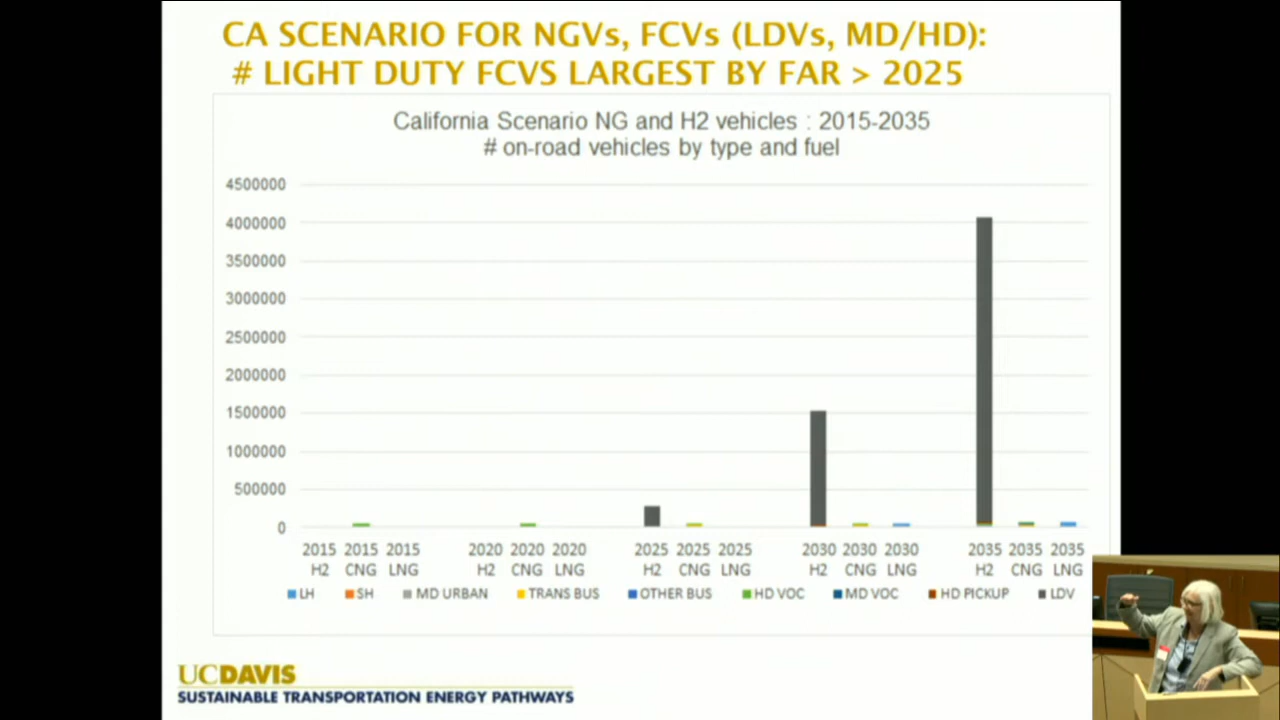 CA SCENARIO FOR NGVs, FCVs (LDVs, MD/HD):
# LIGHT DUTY FCVS LARGEST BY FAR > 2025
California Scenario NG and H2 vehicles : 2015-2035
# on-road vehicles by type and fuel
4500000
4000000
3500000
3000000
2500000
2000000
1500000
1000000
500000
0
2015 2015 2015 2020 2020 2020 2025 2025 2025 2030 2030 2030 2035 2035 2035
H2 CNG LNG H2 CNG LNG H2 CNG LNG H2 CNG LNG H2 CNG LNG
LH SH MD URBAN TRANS BUS OTHER BUS HD VOC MD VOC HD PICKUP LDV
UCDAVIS
SUSTAINABLE TRANSPORTATION ENERGY PATHWAYS